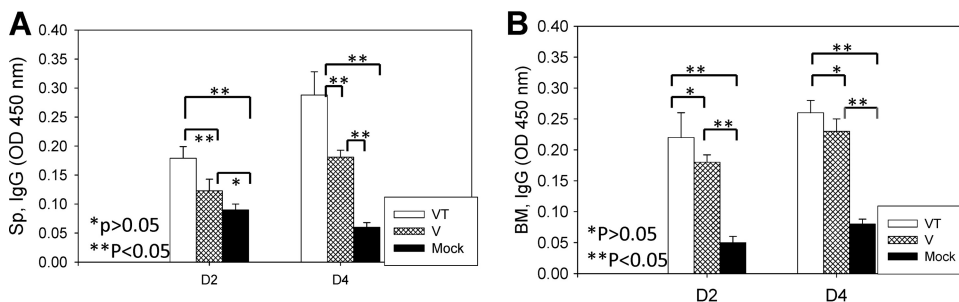 A
Sp, IgG (OD 450 nm)
0.40
0.35
0.30
0.25
0.20
0.15
0.10
0.05
0.00
**
**
*
**
**
**
*p>0.05
**P<0.05
VT
V
Mock
D2
D4
B
BM, IgG (OD 450 nm)
0.40
0.35
0.30
0.25
0.20
0.15
0.10
0.05
0.00
**
*
**
**
*
**
*P>0.05
**P<0.05
VT
V
Mock
D2
D4